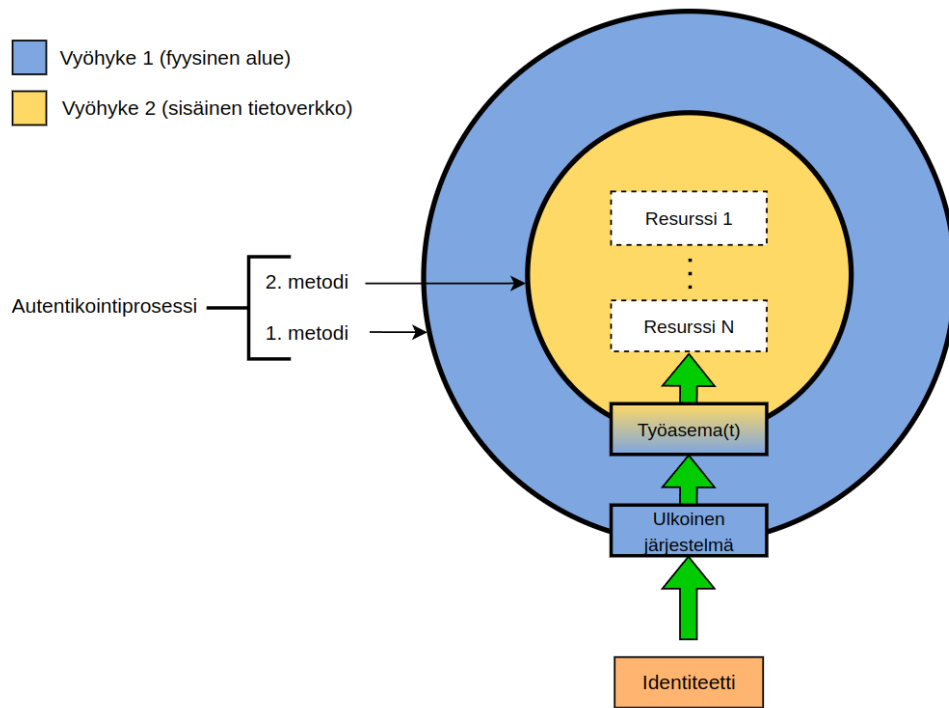 Vyöhyke 1 (fyysinen alue)
Vyöhyke 2 (sisäinen tietoverkko)
Resurssi 1
Autentikointiprosessi
2. metodi
1. metodi
Resurssi N
Työasema(t)
Ulkoinen
järjestelmä
Identiteetti